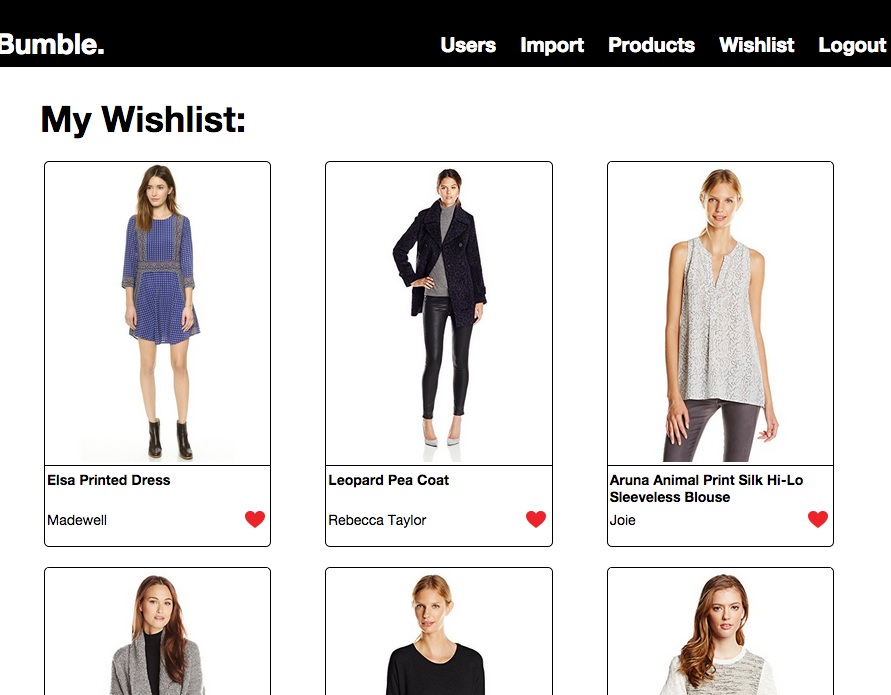 Bumble.
Users Import Products Wishlist Logout
My Wishlist:
Elsa Printed Dress
Madewell
Leopard Pea Coat
Rebecca Taylor
Aruna Animal Print Silk Hi-Lo
Sleeveless Blouse
Joie